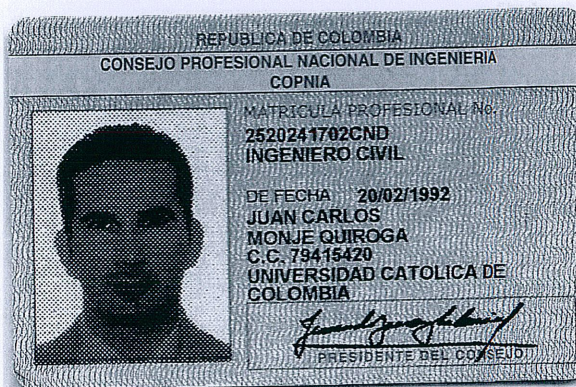 REPUBLICA DE COLOMBIA
CONSEJO PROFESIONAL NACIONAL DE INGENIERIA
COPNIA
MATRICULA PROFESIONAL No.
2520241702CND
INGENIERO CIVIL
DE FECHA 20/02/1992
JUAN CARLOS
MONJE QUIROGA
C.C. 79415420
UNIVERSIDAD CATOLICA DE
COLOMBIA
PRESIDENTE DEL CONSEJO